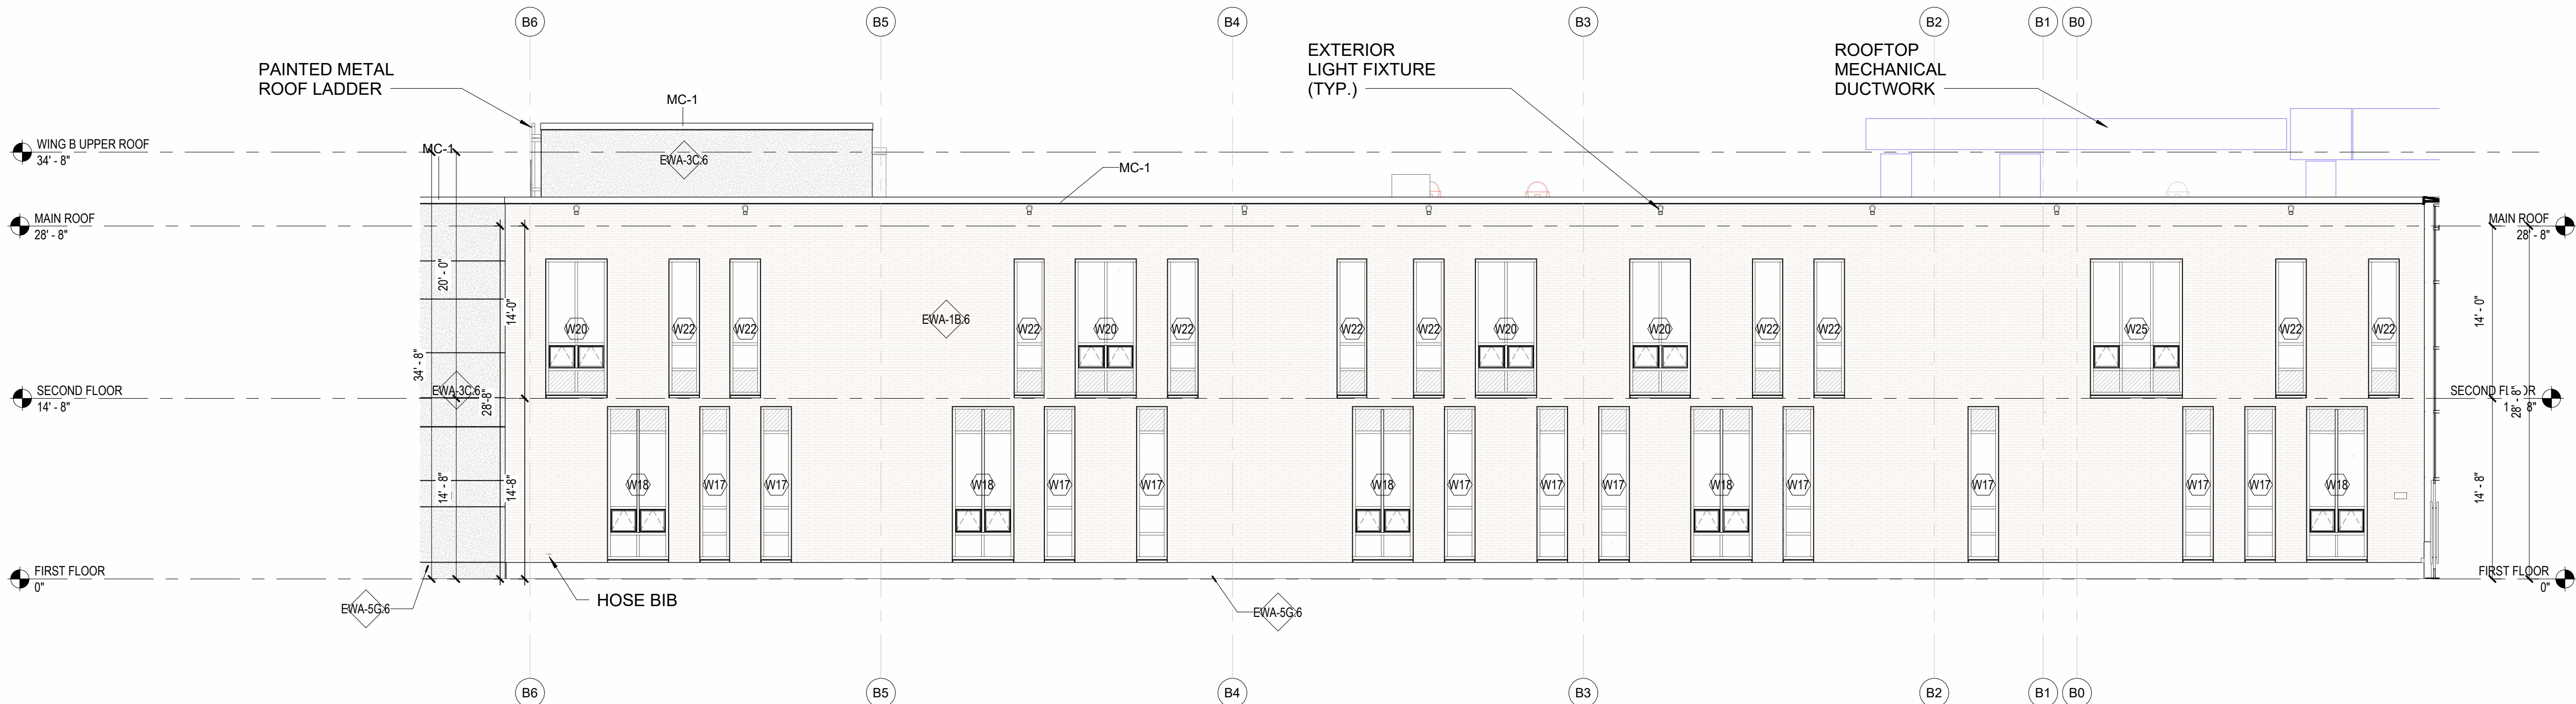 B6 B5 B4 B3 B2 B1 B0
PAINTED METAL
ROOF LADDER
MC-1
EXTERIOR
LIGHT FIXTURE
(TYP.)
ROOFTOP
MECHANICAL
DUCTWORK
WING B UPPER ROOF
34' - 8"
MC-1
EWA-3C.6
MC-1
MAIN ROOF
28' - 8"
MAIN ROOF
28' - 8"
20' - 0"
14'-0"
14' - 0"
EWA-1B.6
W20 W22 W22 W22 W20 W22 W22 W22 W20 W20 W22 W22 W25 W22 W22
34' - 8"
SECOND FLOOR
14' - 8"
EWA-3C.6
28'-8"
28' - 8"
14' - 8"
14'-8"
14' - 8"
W18 W17 W17 W18 W17 W17 W18 W17 W17 W17 W18 W17 W17 W17 W17 W18
FIRST FLOOR
0"
FIRST FLOOR
0"
EWA-5G.6
HOSE BIB
EWA-5G.6
B6 B5 B4 B3 B2 B1 B0